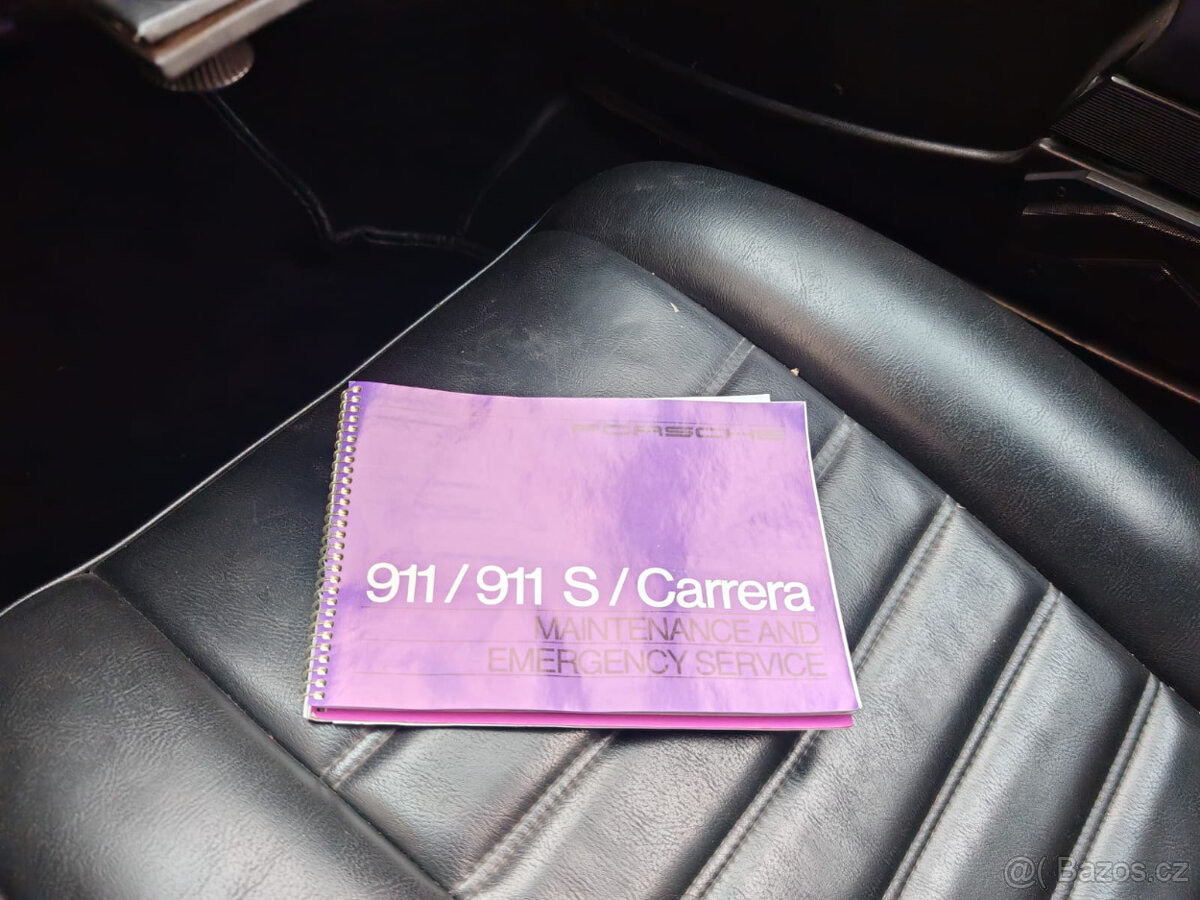 PORSCHE
911/911 S/Carrera
MAINTENANCE AND
EMERGENCY SERVICE
@( Bazos.cz